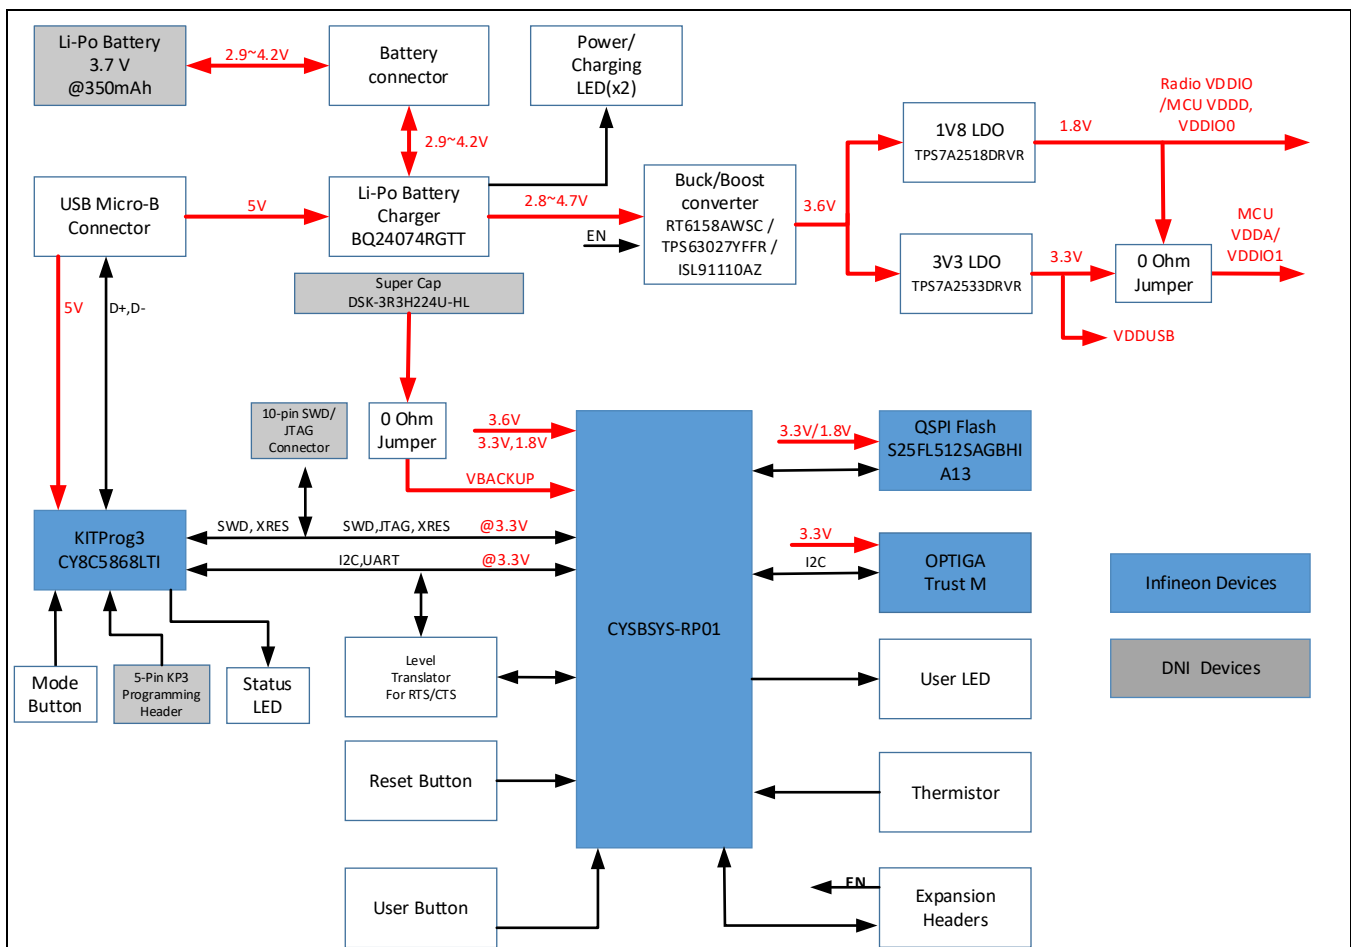 Li-Po Battery
3.7 V
@350mAh
2.9~4.2V
Battery
connector
Power/
Charging
LED(x2)
2.9~4.2V
USB Micro-B
Connector
5V
Li-Po Battery
Charger
BQ24074RGTT
2.8~4.7V
EN
Buck/Boost
converter
RT6158AWSC /
TPS63027YFFR /
ISL91110AZ
3.6V
1V8 LDO
TPS7A2518DRVR
1.8V
Radio VDDIO
/MCU VDDD,
VDDIO0
3V3 LDO
TPS7A2533DRVR
3.3V
0 Ohm
Jumper
MCU
VDDA/
VDDIO1
VDDUSB
5V
D+,D-
Super Cap
DSK-3R3H224U-HL
0 Ohm
Jumper
10-pin SWD/
JTAG
Connector
3.6V
3.3V,1.8V
VBACKUP
3.3V/1.8V
QSPI Flash
S25FL512SAGBHI
A13
KITProg3
CY8C5868LTI
SWD, XRES
SWD,JTAG, XRES
@3.3V
I2C,UART
@3.3V
3.3V
I2C
OPTIGA
Trust M
Infineon Devices
CYSBSYS-RP01
Mode
Button
5-Pin KP3
Programming
Header
Status
LED
Level
Translator
For RTS/CTS
User LED
DNI Devices
Reset Button
Thermistor
User Button
EN
Expansion
Headers